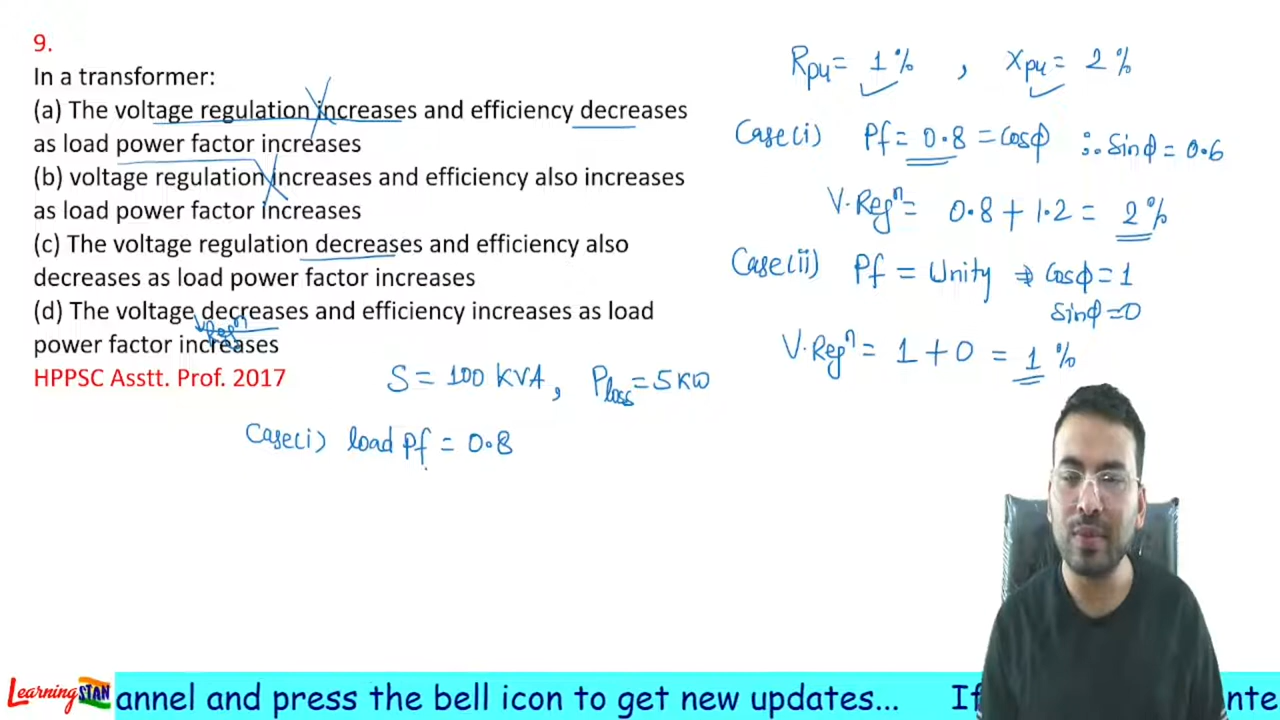 9.
In a transformer:
(a) The voltage regulation increases and efficiency decreases
as load power factor increases
(b) voltage regulation increases and efficiency also increases
as load power factor increases
(c) The voltage regulation decreases and efficiency also
decreases as load power factor increases
(d) The voltage decreases and efficiency increases as load
V.Regn
power factor increases
HPPSC Asstt. Prof. 2017
S = 100 KVA, Ploss = 5 KW
Case(i) load Pf = 0.8
Rpu = 1%, Xpu = 2%
Case(i) Pf = 0.8 = cosϕ ∴ sinϕ = 0.6
V.Regn = 0.8 + 1.2 = 2%
Case(ii) Pf = Unity ⇒ cosϕ = 1
sinϕ = 0
V.Regn = 1 + 0 = 1%
Learning STAN
annel and press the bell icon to get new updates... If
nte